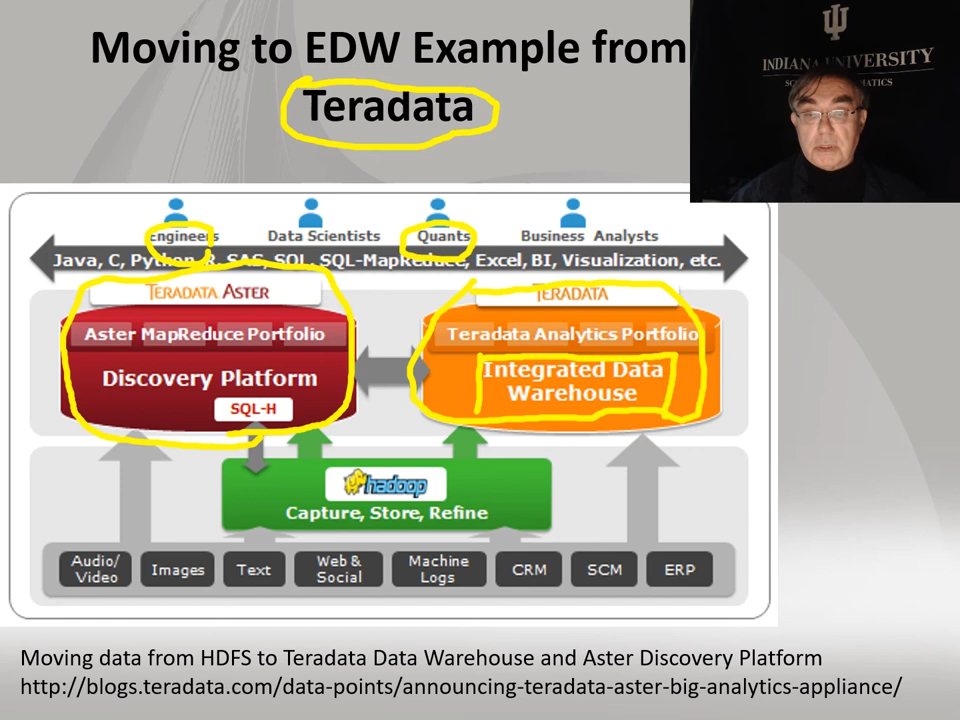 Moving to EDW Example from
Teradata
INDIANA UNIVERSITY
Engineers Data Scientists Quants Business Analysts
Java, C, Python, R, SAS, SQL, SQL-MapReduce, Excel, BI, Visualization, etc.
TERADATA ASTER TERADATA
Aster MapReduce Portfolio Teradata Analytics Portfolio
Discovery Platform Integrated Data
Warehouse
SQL-H
hadoop
Capture, Store, Refine
Audio/
Video
Images
Text
Web &
Social
Machine
Logs
CRM
SCM
ERP
Moving data from HDFS to Teradata Data Warehouse and Aster Discovery Platform
http://blogs.teradata.com/data-points/announcing-teradata-aster-big-analytics-appliance/